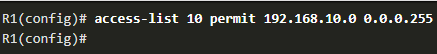 R1(config)# access-list 10 permit 192.168.10.0 0.0.0.255
R1(config)#